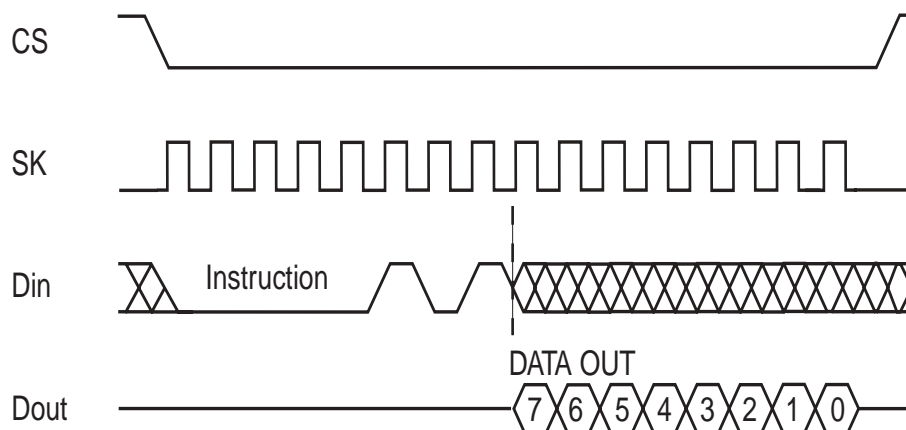 CS
SK
Din Instruction
DATA OUT
Dout 7 6 5 4 3 2 1 0